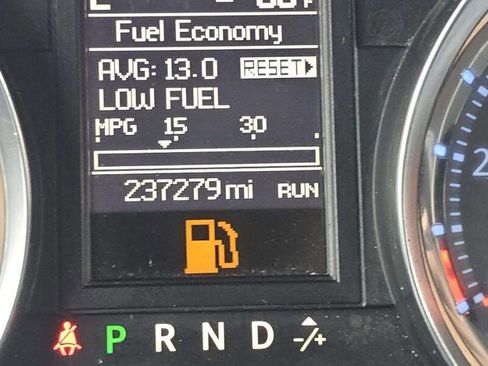 Fuel Economy
AVG: 13.0 RESET
LOW FUEL
MPG 15 30
237279 mi RUN
P R N D -/+